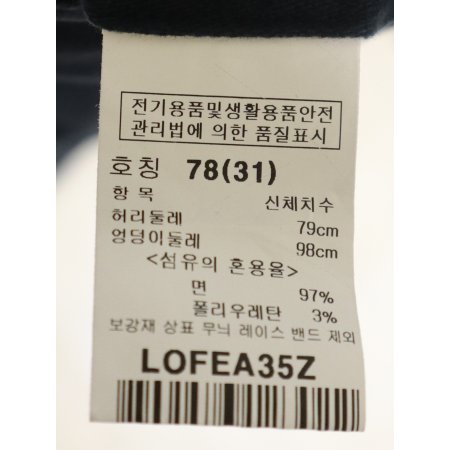 전기용품및생활용품안전
관리법에 의한 품질표시
호칭 78(31)
항 목 신체치수
허리둘레 79cm
엉덩이둘레 98cm
<섬유의 혼용율>
면 97%
폴리우레탄 3%
보강재 상표 무늬 레이스 밴드 제외
LOFEA35Z